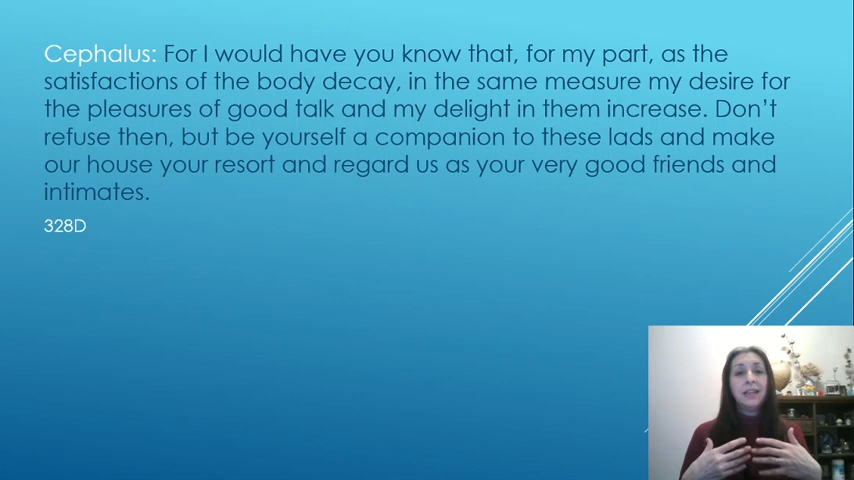 Cephalus: For I would have you know that, for my part, as the
satisfactions of the body decay, in the same measure my desire for
the pleasures of good talk and my delight in them increase. Don't
refuse then, but be yourself a companion to these lads and make
our house your resort and regard us as your very good friends and
intimates.
328D